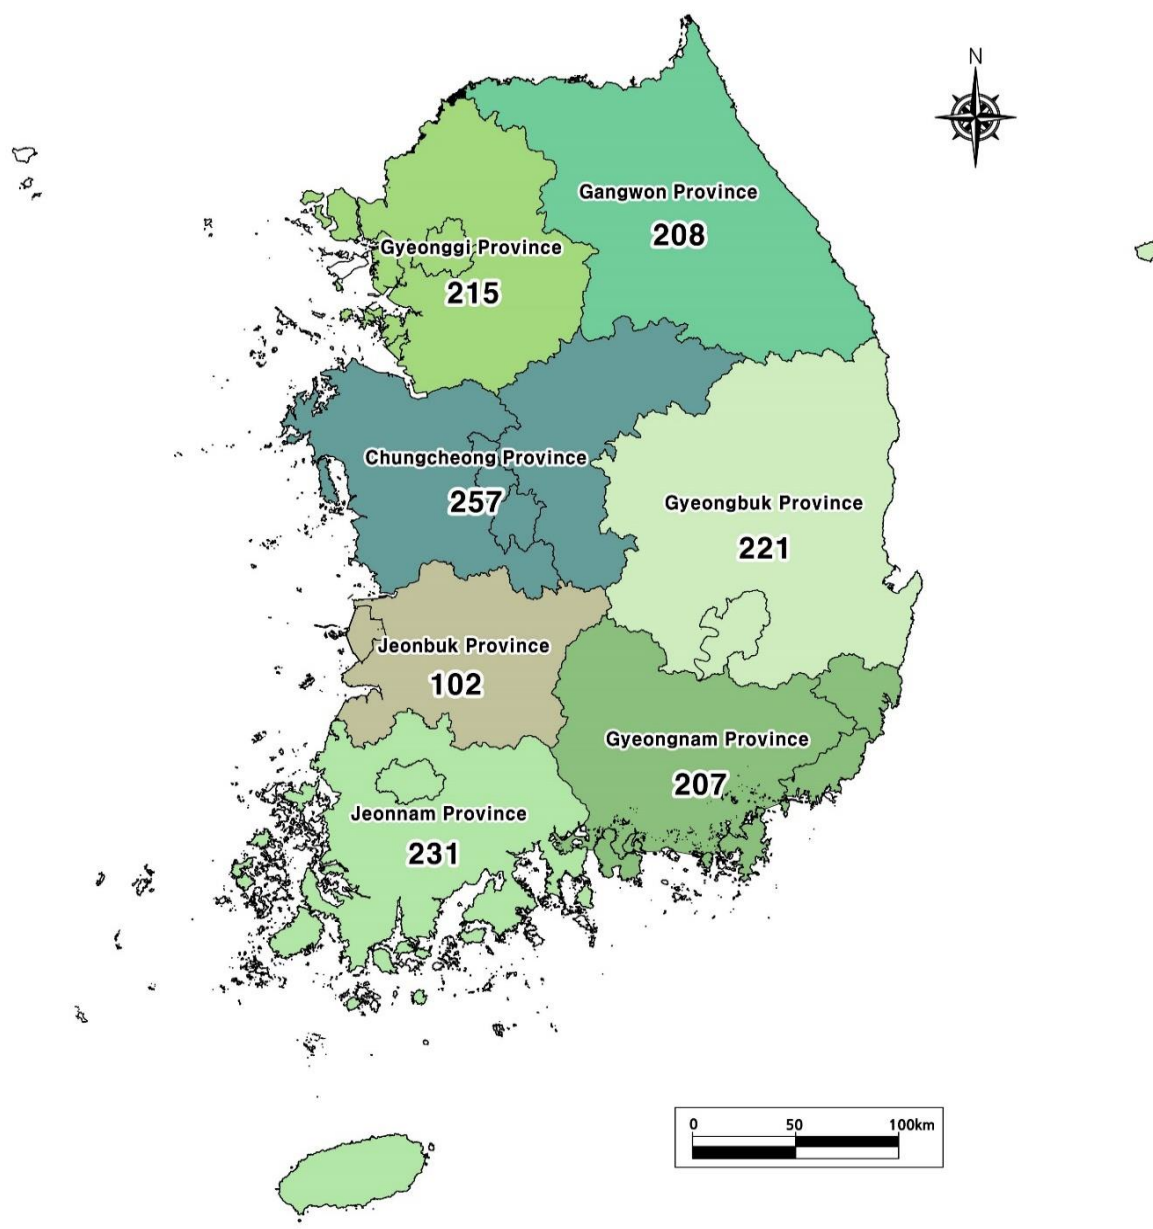 N
Gangwon Province
208
Gyeonggi Province
215
Chungcheong Province
257
Gyeongbuk Province
221
Jeonbuk Province
102
Gyeongnam Province
207
Jeonnam Province
231
0 50 100km